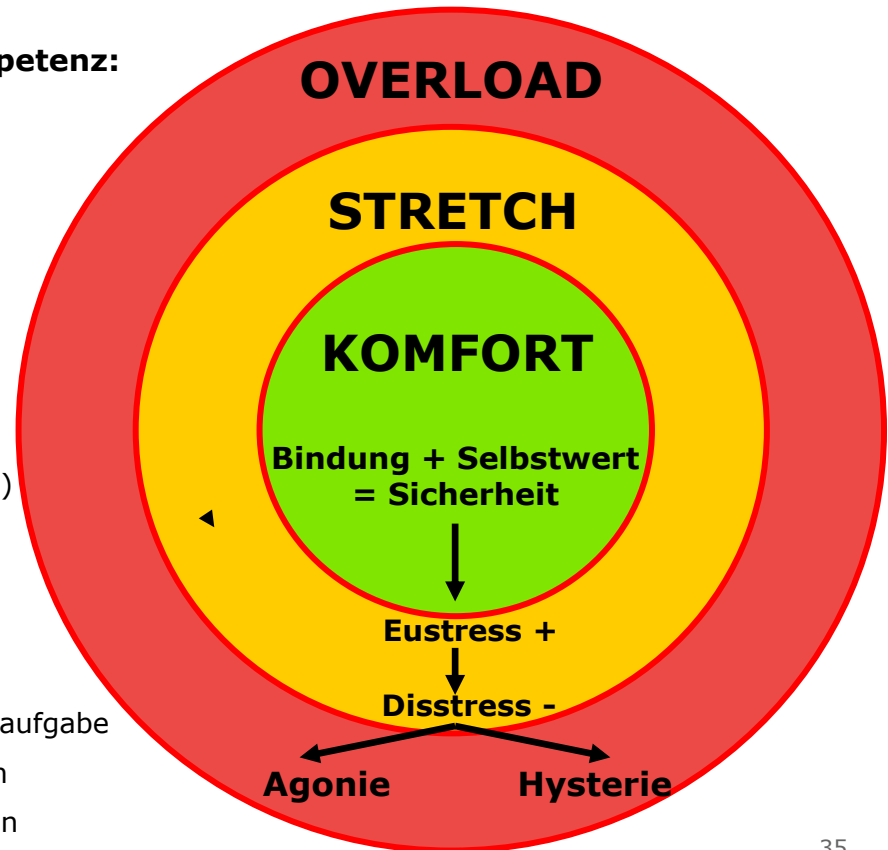 petenz:
OVERLOAD
STRETCH
KOMFORT
Bindung + Selbstwert
= Sicherheit
)
Eustress +
Disstress -
aufgabe
Agonie Hysterie
n
n
35